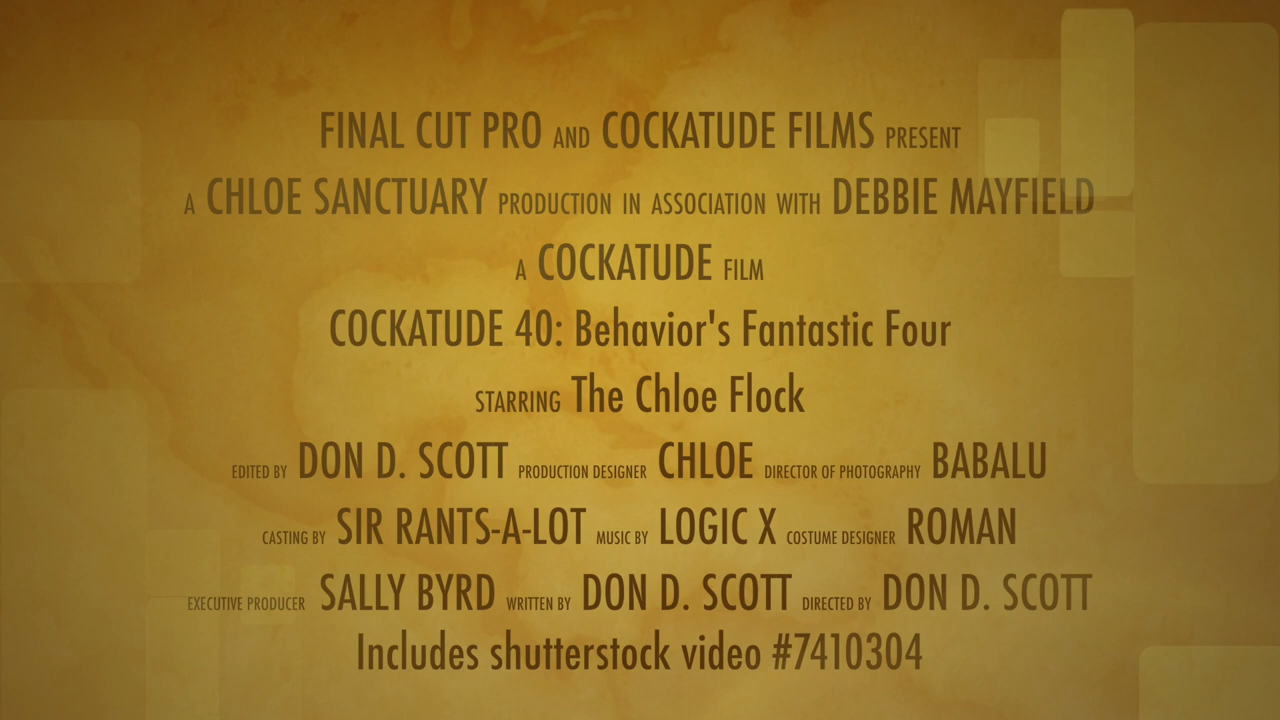 FINAL CUT PRO AND COCKATUDE FILMS PRESENT
A CHLOE SANCTUARY PRODUCTION IN ASSOCIATION WITH DEBBIE MAYFIELD
A COCKATUDE FILM
COCKATUDE 40: Behavior's Fantastic Four
STARRING The Chloe Flock
EDITED BY DON D. SCOTT PRODUCTION DESIGNER CHLOE DIRECTOR OF PHOTOGRAPHY BABALU
CASTING BY SIR RANTS-A-LOT MUSIC BY LOGIC X COSTUME DESIGNER ROMAN
EXECUTIVE PRODUCER SALLY BYRD WRITTEN BY DON D. SCOTT DIRECTED BY DON D. SCOTT
Includes shutterstock video #7410304